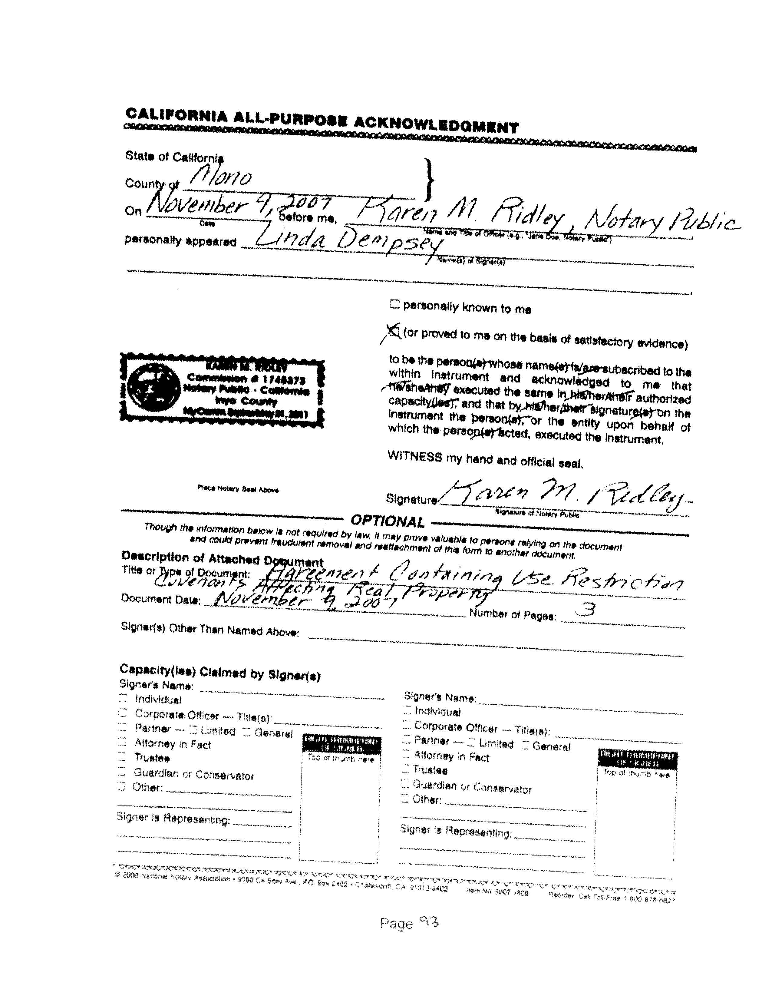 CALIFORNIA ALL-PURPOSE ACKNOWLEDGMENT
State of California
County of Mono
On November 9, 2007 before me, Karen M. Ridley, Notary Public
Date
Name and Title of Officer (e.g., "Jane Doe, Notary Public")
personally appeared Linda Dempsey
Name(s) of Signer(s)
☐ personally known to me
☒ (or proved to me on the basis of satisfactory evidence)
to be the person(s) whose name(s) is/are subscribed to the
within instrument and acknowledged to me that
he/she/they executed the same in his/her/their authorized
capacity(ies), and that by his/her/their signature(s) on the
instrument the person(s), or the entity upon behalf of
which the person(s) acted, executed the instrument.
WITNESS my hand and official seal.
KAREN M. RIDLEY
Commission # 1745373
Notary Public - California
Inyo County
My Comm. Expires May 31, 2011
Place Notary Seal Above
Signature Karen M. Ridley
Signature of Notary Public
OPTIONAL
Though the information below is not required by law, it may prove valuable to persons relying on the document
and could prevent fraudulent removal and reattachment of this form to another document.
Description of Attached Document
Title or Type of Document: Agreement Containing Use Restriction
Covenants Affecting Real Property
Document Date: November 9, 2007 Number of Pages: 3
Signer(s) Other Than Named Above:
Capacity(ies) Claimed by Signer(s)
Signer's Name:
☐ Individual
☐ Corporate Officer — Title(s):
☐ Partner — ☐ Limited ☐ General
☐ Attorney in Fact
☐ Trustee
☐ Guardian or Conservator
☐ Other:
Signer Is Representing:
RIGHT THUMBPRINT
OF SIGNER
Top of thumb here
Signer's Name:
☐ Individual
☐ Corporate Officer — Title(s):
☐ Partner — ☐ Limited ☐ General
☐ Attorney in Fact
☐ Trustee
☐ Guardian or Conservator
☐ Other:
Signer Is Representing:
RIGHT THUMBPRINT
OF SIGNER
Top of thumb here
© 2006 National Notary Association • 9350 De Soto Ave., P.O. Box 2402 • Chatsworth, CA 91313-2402 Item No. 5907 v609 Reorder Call Toll-Free 1-800-876-6827
Page 93